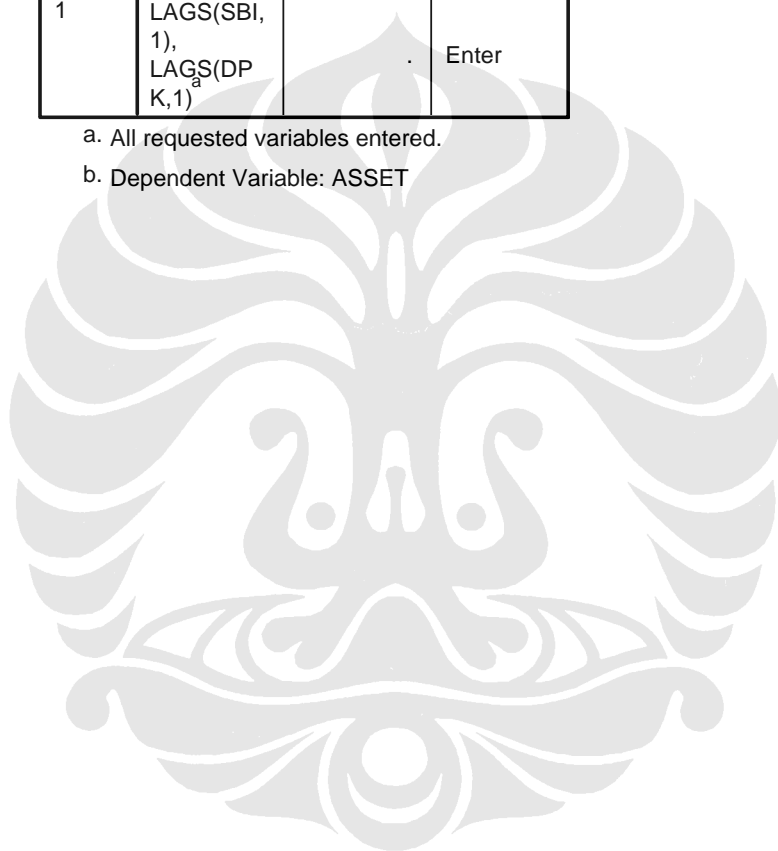 1 LAGS(SBI,
1),
LAGS(DP . Enter
K,1)a
a. All requested variables entered.
b. Dependent Variable: ASSET